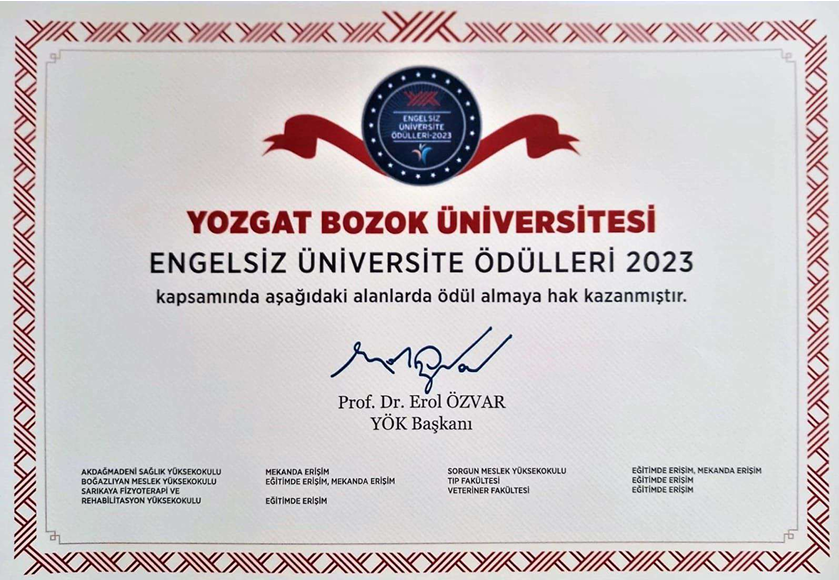 ENGELSİZ
ÜNİVERSİTE
ÖDÜLLERİ-2023
YOZGAT BOZOK ÜNİVERSİTESİ
ENGELSİZ ÜNİVERSİTE ÖDÜLLERİ 2023
kapsamında aşağıdaki alanlarda ödül almaya hak kazanmıştır.
Prof. Dr. Erol ÖZVAR
YÖK Başkanı
AKDAĞMADENİ SAĞLIK YÜKSEKOKULU MEKANDA ERİŞİM
BOĞAZLIYAN MESLEK YÜKSEKOKULU EĞİTİMDE ERİŞİM, MEKANDA ERİŞİM
SARIKAYA FİZYOTERAPİ VE
REHABİLİTASYON YÜKSEKOKULU EĞİTİMDE ERİŞİM
SORGUN MESLEK YÜKSEKOKULU EĞİTİMDE ERİŞİM, MEKANDA ERİŞİM
TIP FAKÜLTESİ EĞİTİMDE ERİŞİM
VETERİNER FAKÜLTESİ EĞİTİMDE ERİŞİM